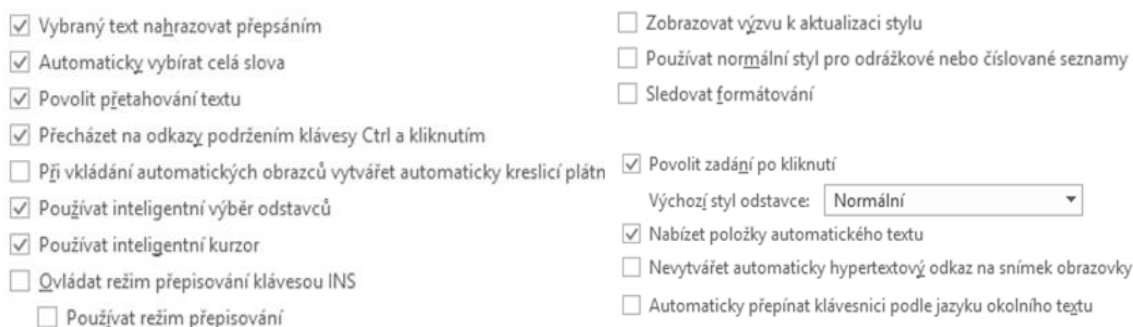 Vybraný text nahrazovat přepsáním
Automaticky vybírat celá slova
Povolit přetahování textu
Přecházet na odkazy podržením klávesy Ctrl a kliknutím
Při vkládání automatických obrazců vytvářet automaticky kreslicí plátn
Používat inteligentní výběr odstavců
Používat inteligentní kurzor
Ovládat režim přepisování klávesou INS
Používat režim přepisování
Zobrazovat výzvu k aktualizaci stylu
Používat normální styl pro odrážkové nebo číslované seznamy
Sledovat formátování
Povolit zadání po kliknutí
Výchozí styl odstavce: Normální
Nabízet položky automatického textu
Nevytvářet automaticky hypertextový odkaz na snímek obrazovky
Automaticky přepínat klávesnici podle jazyku okolního textu